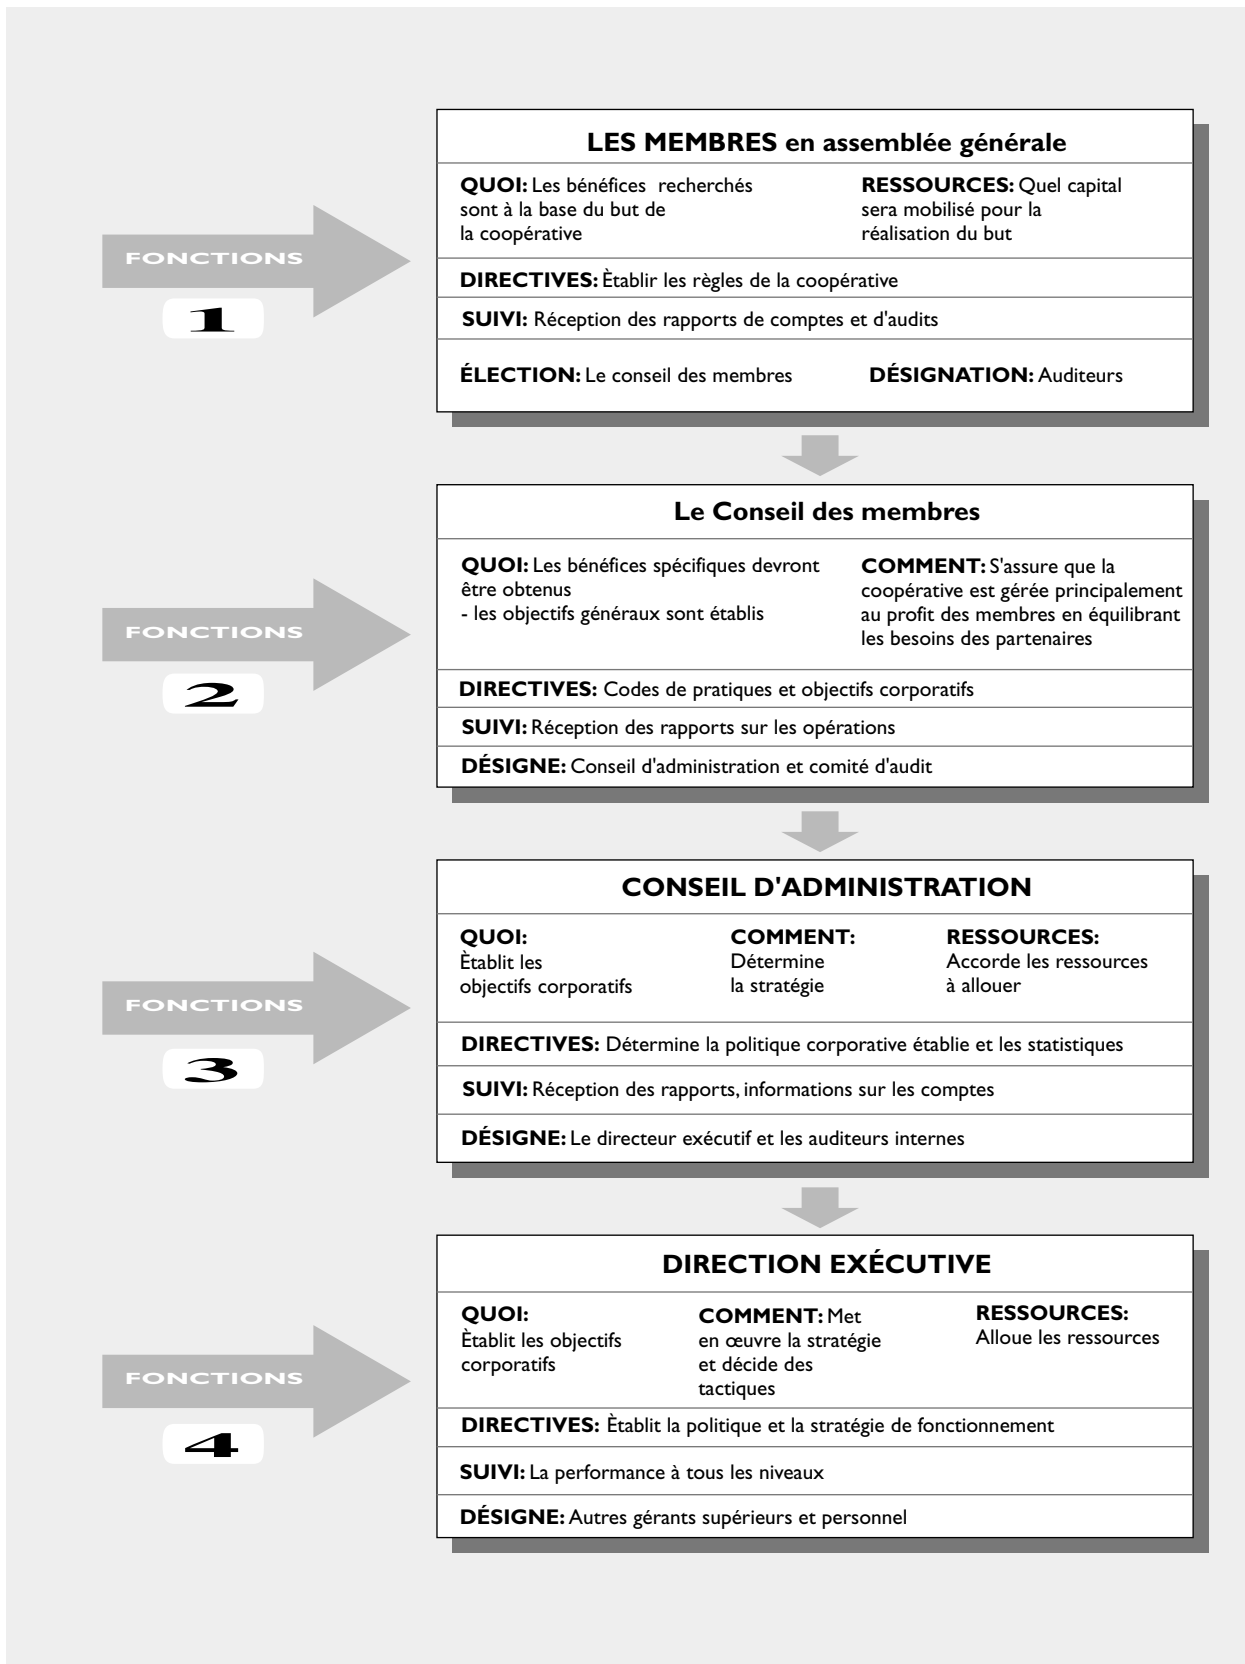 LES MEMBRES en assemblée générale
QUOI: Les bénéfices recherchés
sont à la base du but de
la coopérative
RESSOURCES: Quel capital
sera mobilisé pour la
réalisation du but
FONCTIONS
1
DIRECTIVES: Ètablir les règles de la coopérative
SUIVI: Réception des rapports de comptes et d'audits
ÉLECTION: Le conseil des membres
DÉSIGNATION: Auditeurs
Le Conseil des membres
QUOI: Les bénéfices spécifiques devront
être obtenus
- les objectifs généraux sont établis
COMMENT: S'assure que la
coopérative est gérée principalement
au profit des membres en équilibrant
les besoins des partenaires
FONCTIONS
2
DIRECTIVES: Codes de pratiques et objectifs corporatifs
SUIVI: Réception des rapports sur les opérations
DÉSIGNE: Conseil d'administration et comité d'audit
CONSEIL D'ADMINISTRATION
QUOI:
Ètablit les
objectifs corporatifs
COMMENT:
Détermine
la stratégie
RESSOURCES:
Accorde les ressources
à allouer
FONCTIONS
3
DIRECTIVES: Détermine la politique corporative établie et les statistiques
SUIVI: Réception des rapports, informations sur les comptes
DÉSIGNE: Le directeur exécutif et les auditeurs internes
DIRECTION EXÉCUTIVE
QUOI:
Ètablit les objectifs
corporatifs
COMMENT: Met
en œuvre la stratégie
et décide des
tactiques
RESSOURCES:
Alloue les ressources
FONCTIONS
4
DIRECTIVES: Ètablit la politique et la stratégie de fonctionnement
SUIVI: La performance à tous les niveaux
DÉSIGNE: Autres gérants supérieurs et personnel